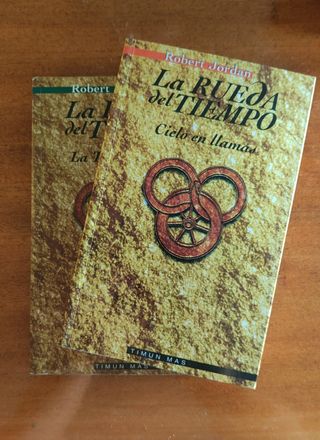 Robert Jordan
La RUEDA
del TIEMPO
Cielo en llamas
TIMUN MAS
Robert
La
del T
La T
TIMUN MAS